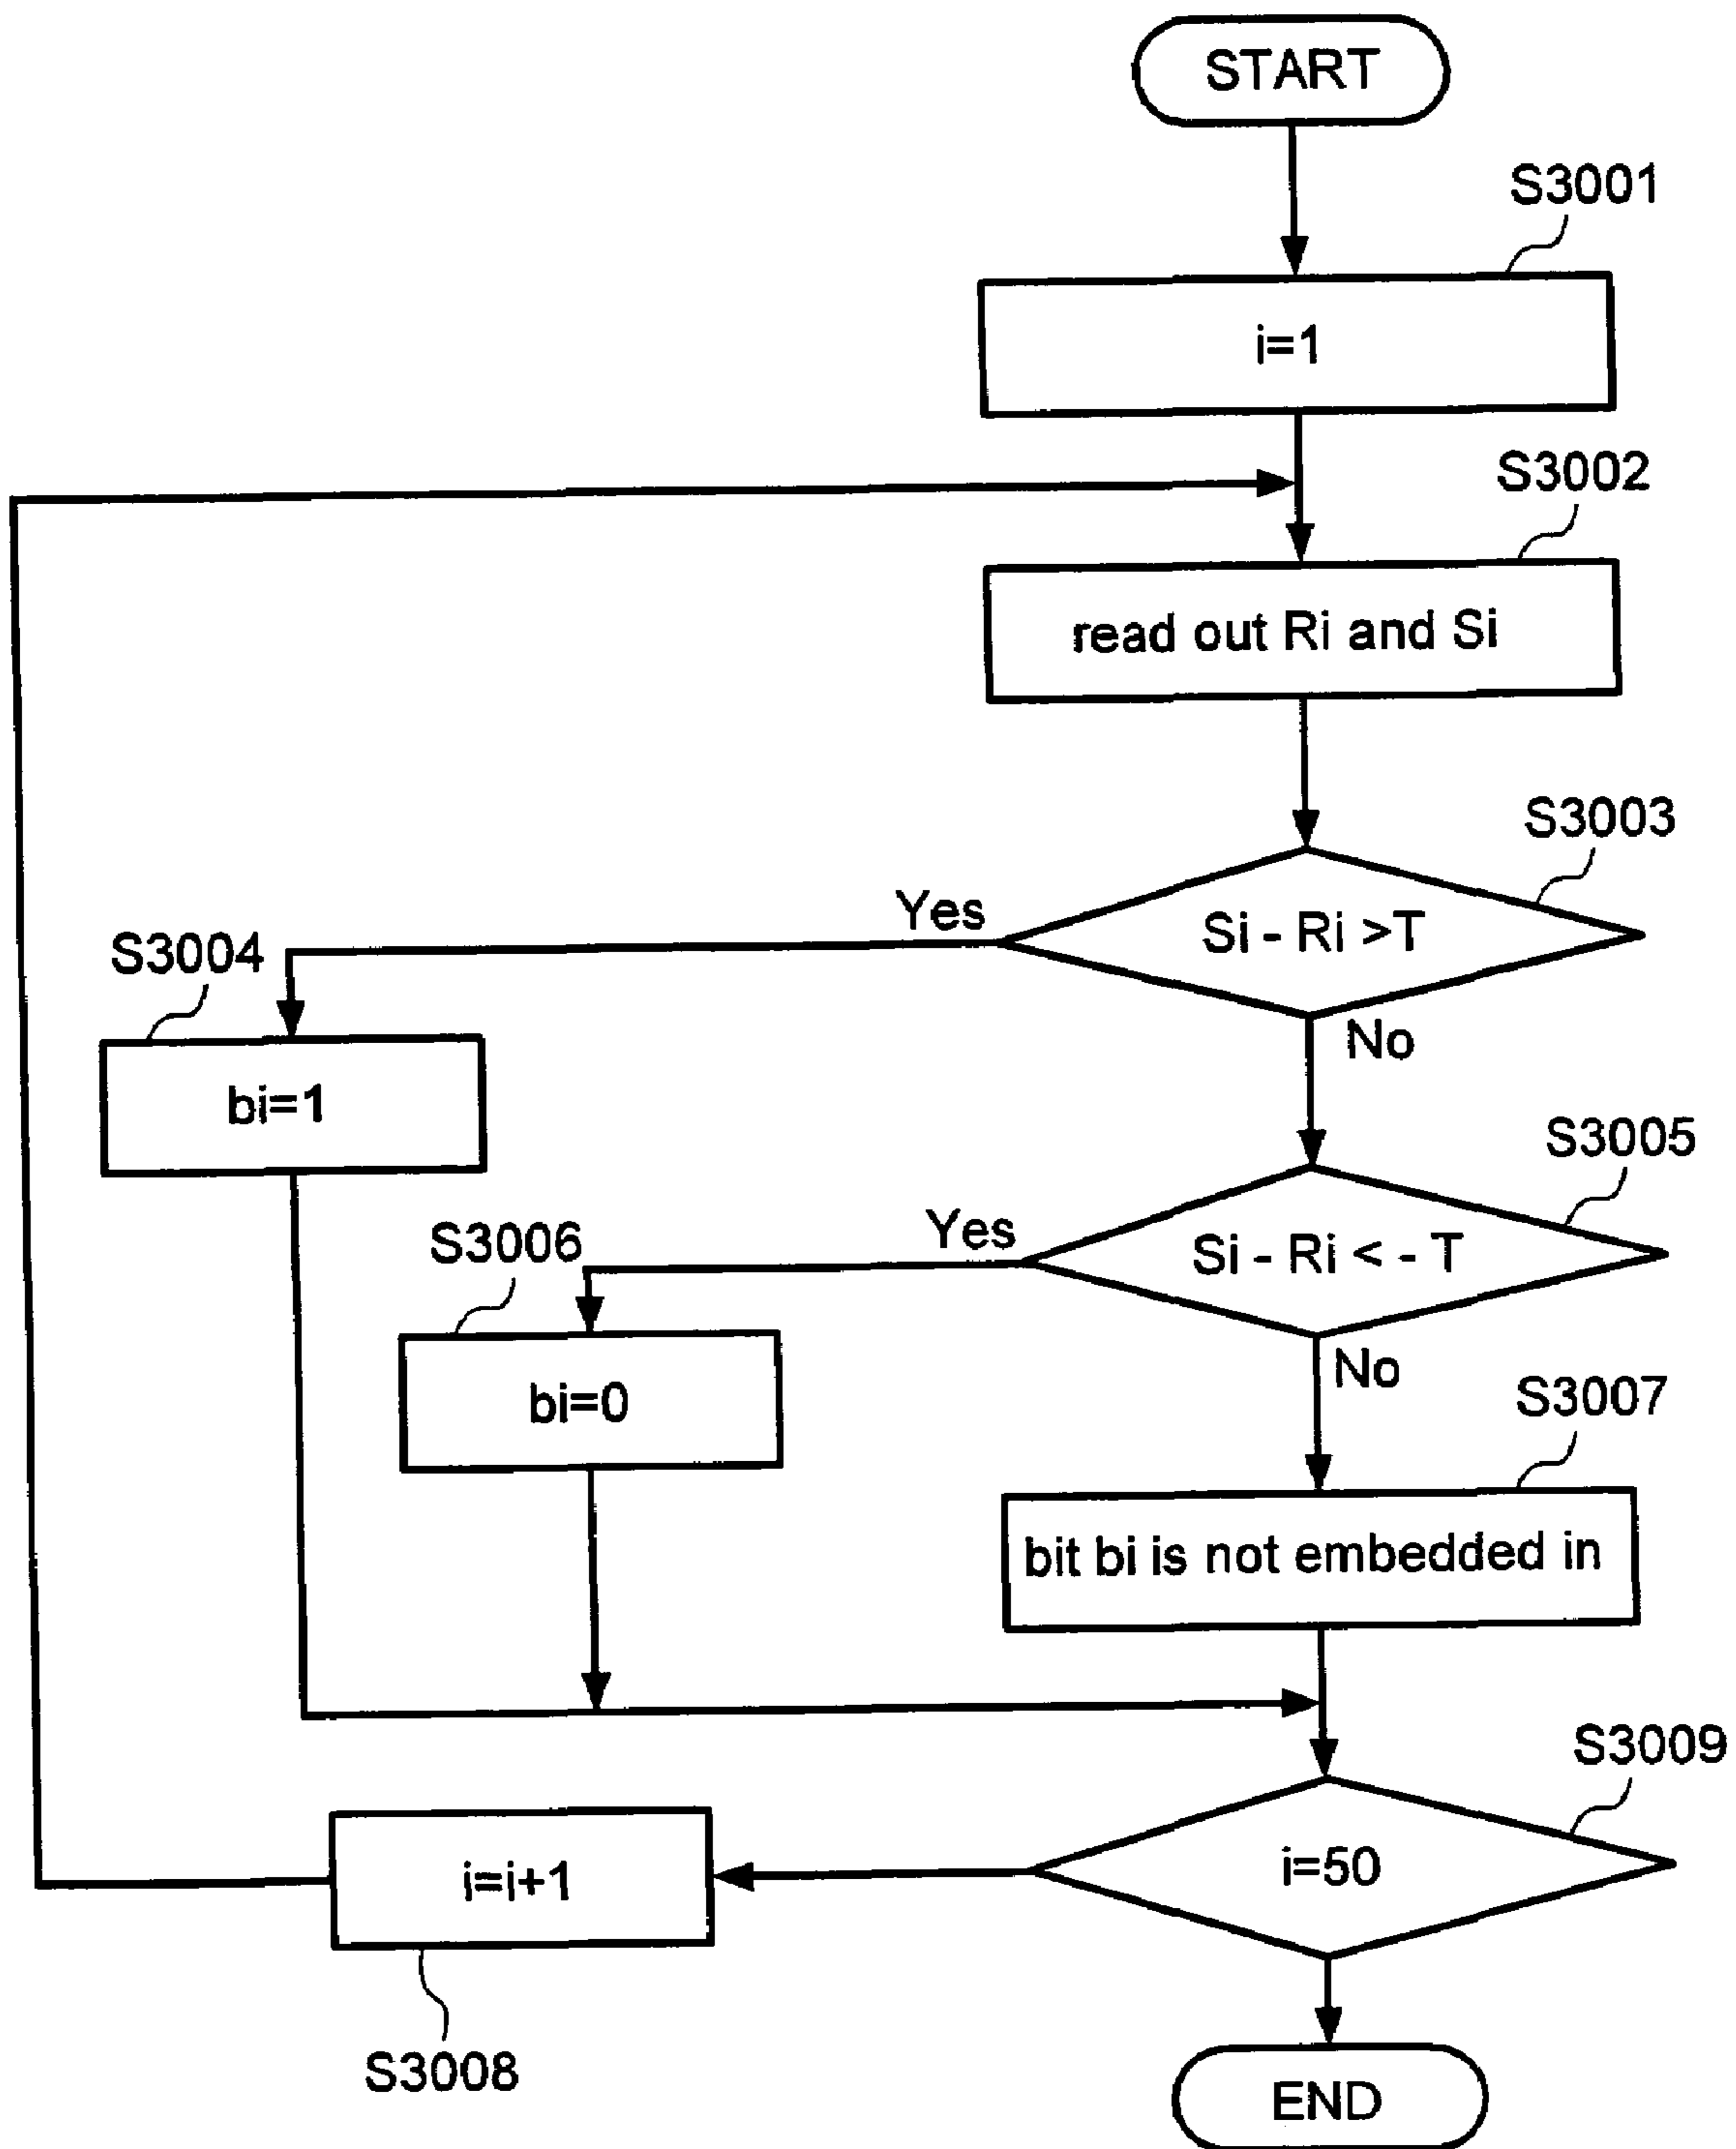 START
S3001
i=1
S3002
read out Ri and Si
S3003
Yes
Si - Ri >T
S3004
No
bi=1
S3005
Yes
Si - Ri < - T
S3006
No
bi=0
S3007
bit bi is not embedded in
S3009
i=50
i=i+1
S3008
END